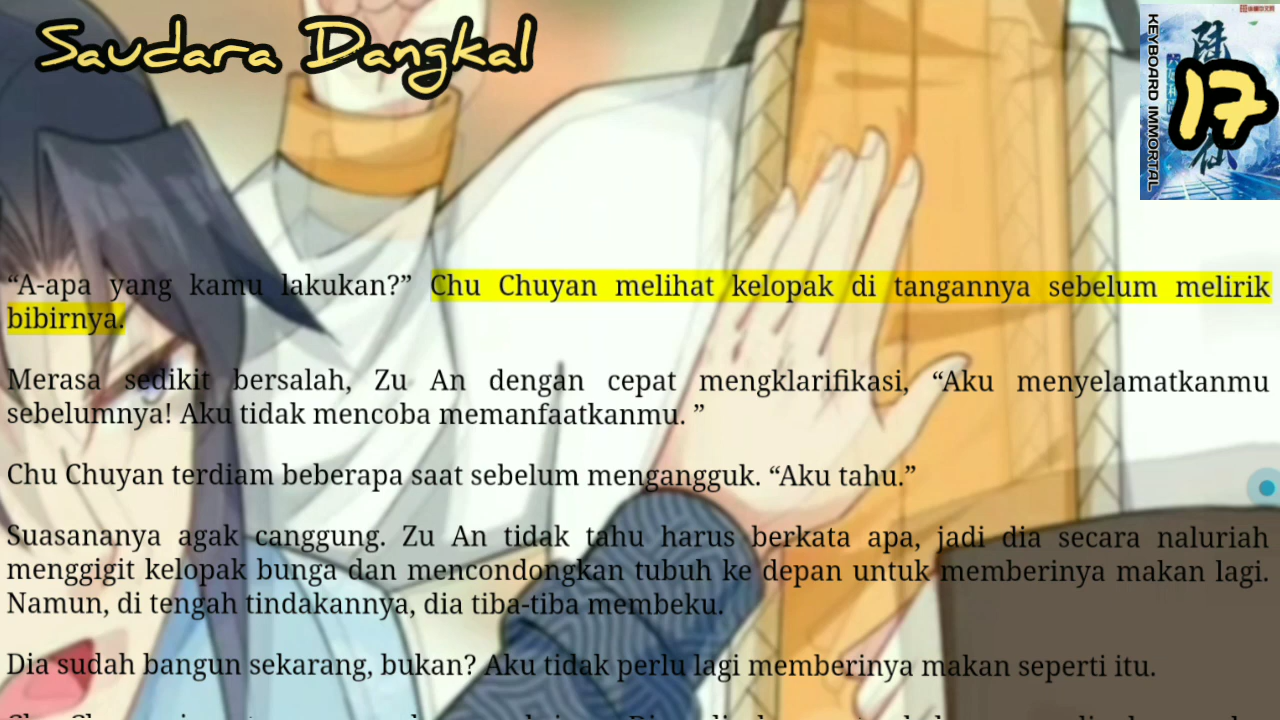 Saudara Dangkal
KEYBOARD IMMORTAL
17
“A-apa yang kamu lakukan?” Chu Chuyan melihat kelopak di tangannya sebelum melirik
bibirnya.
Merasa sedikit bersalah, Zu An dengan cepat mengklarifikasi, “Aku menyelamatkanmu
sebelumnya! Aku tidak mencoba memanfaatkanmu. ”
Chu Chuyan terdiam beberapa saat sebelum mengangguk. “Aku tahu.”
Suasananya agak canggung. Zu An tidak tahu harus berkata apa, jadi dia secara naluriah
menggigit kelopak bunga dan mencondongkan tubuh ke depan untuk memberinya makan lagi.
Namun, di tengah tindakannya, dia tiba-tiba membeku.
Dia sudah bangun sekarang, bukan? Aku tidak perlu lagi memberinya makan seperti itu.